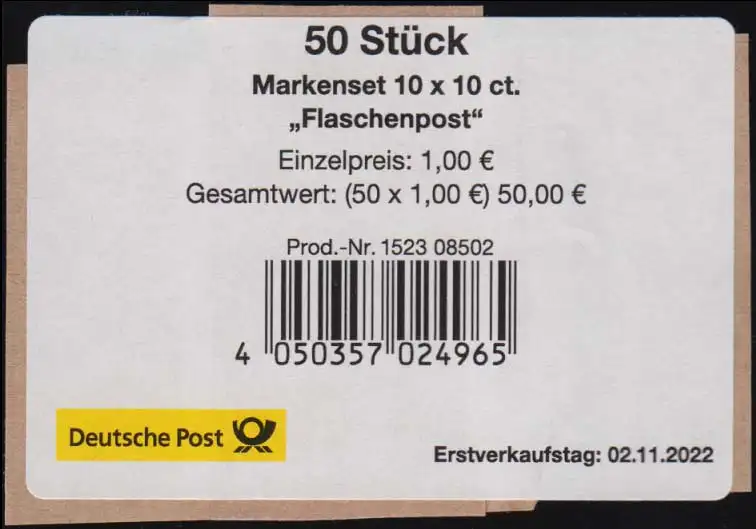 50 Stück
Markenset 10 x 10 ct.
„Flaschenpost“
Einzelpreis: 1,00 €
Gesamtwert: (50 x 1,00 €) 50,00 €
Prod.-Nr. 1523 08502
4 050357 024965
Deutsche Post
Erstverkaufstag: 02.11.2022